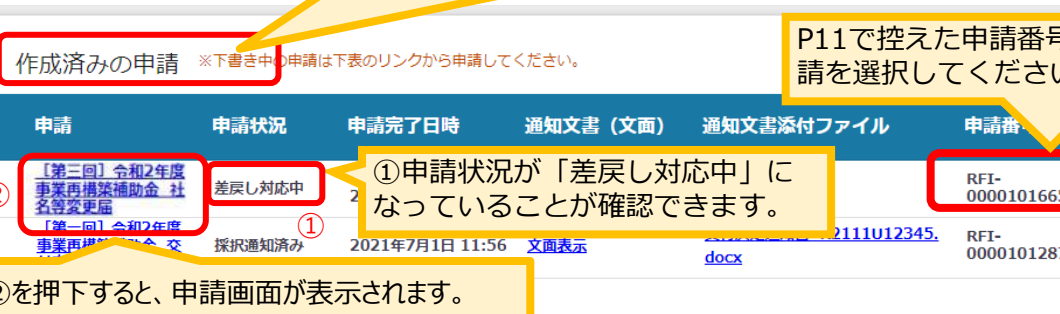 作成済みの申請 ※下書き中の申請は下表のリンクから申請してください。
P11で控えた申請番号
請を選択してください
申請 申請状況 申請完了日時 通知文書（文面） 通知文書添付ファイル 申請番
［第三回］令和2年度
事業再構築補助金 社
名等変更届
差戻し対応中
①申請状況が「差戻し対応中」に
なっていることが確認できます。
RFI-
000010166
②
①
［第一回］令和2年度
事業再構築補助金 交
採択通知済み 2021年7月1日 11:56 文面表示
2111U12345.
docx
RFI-
000010128
②を押下すると、申請画面が表示されます。